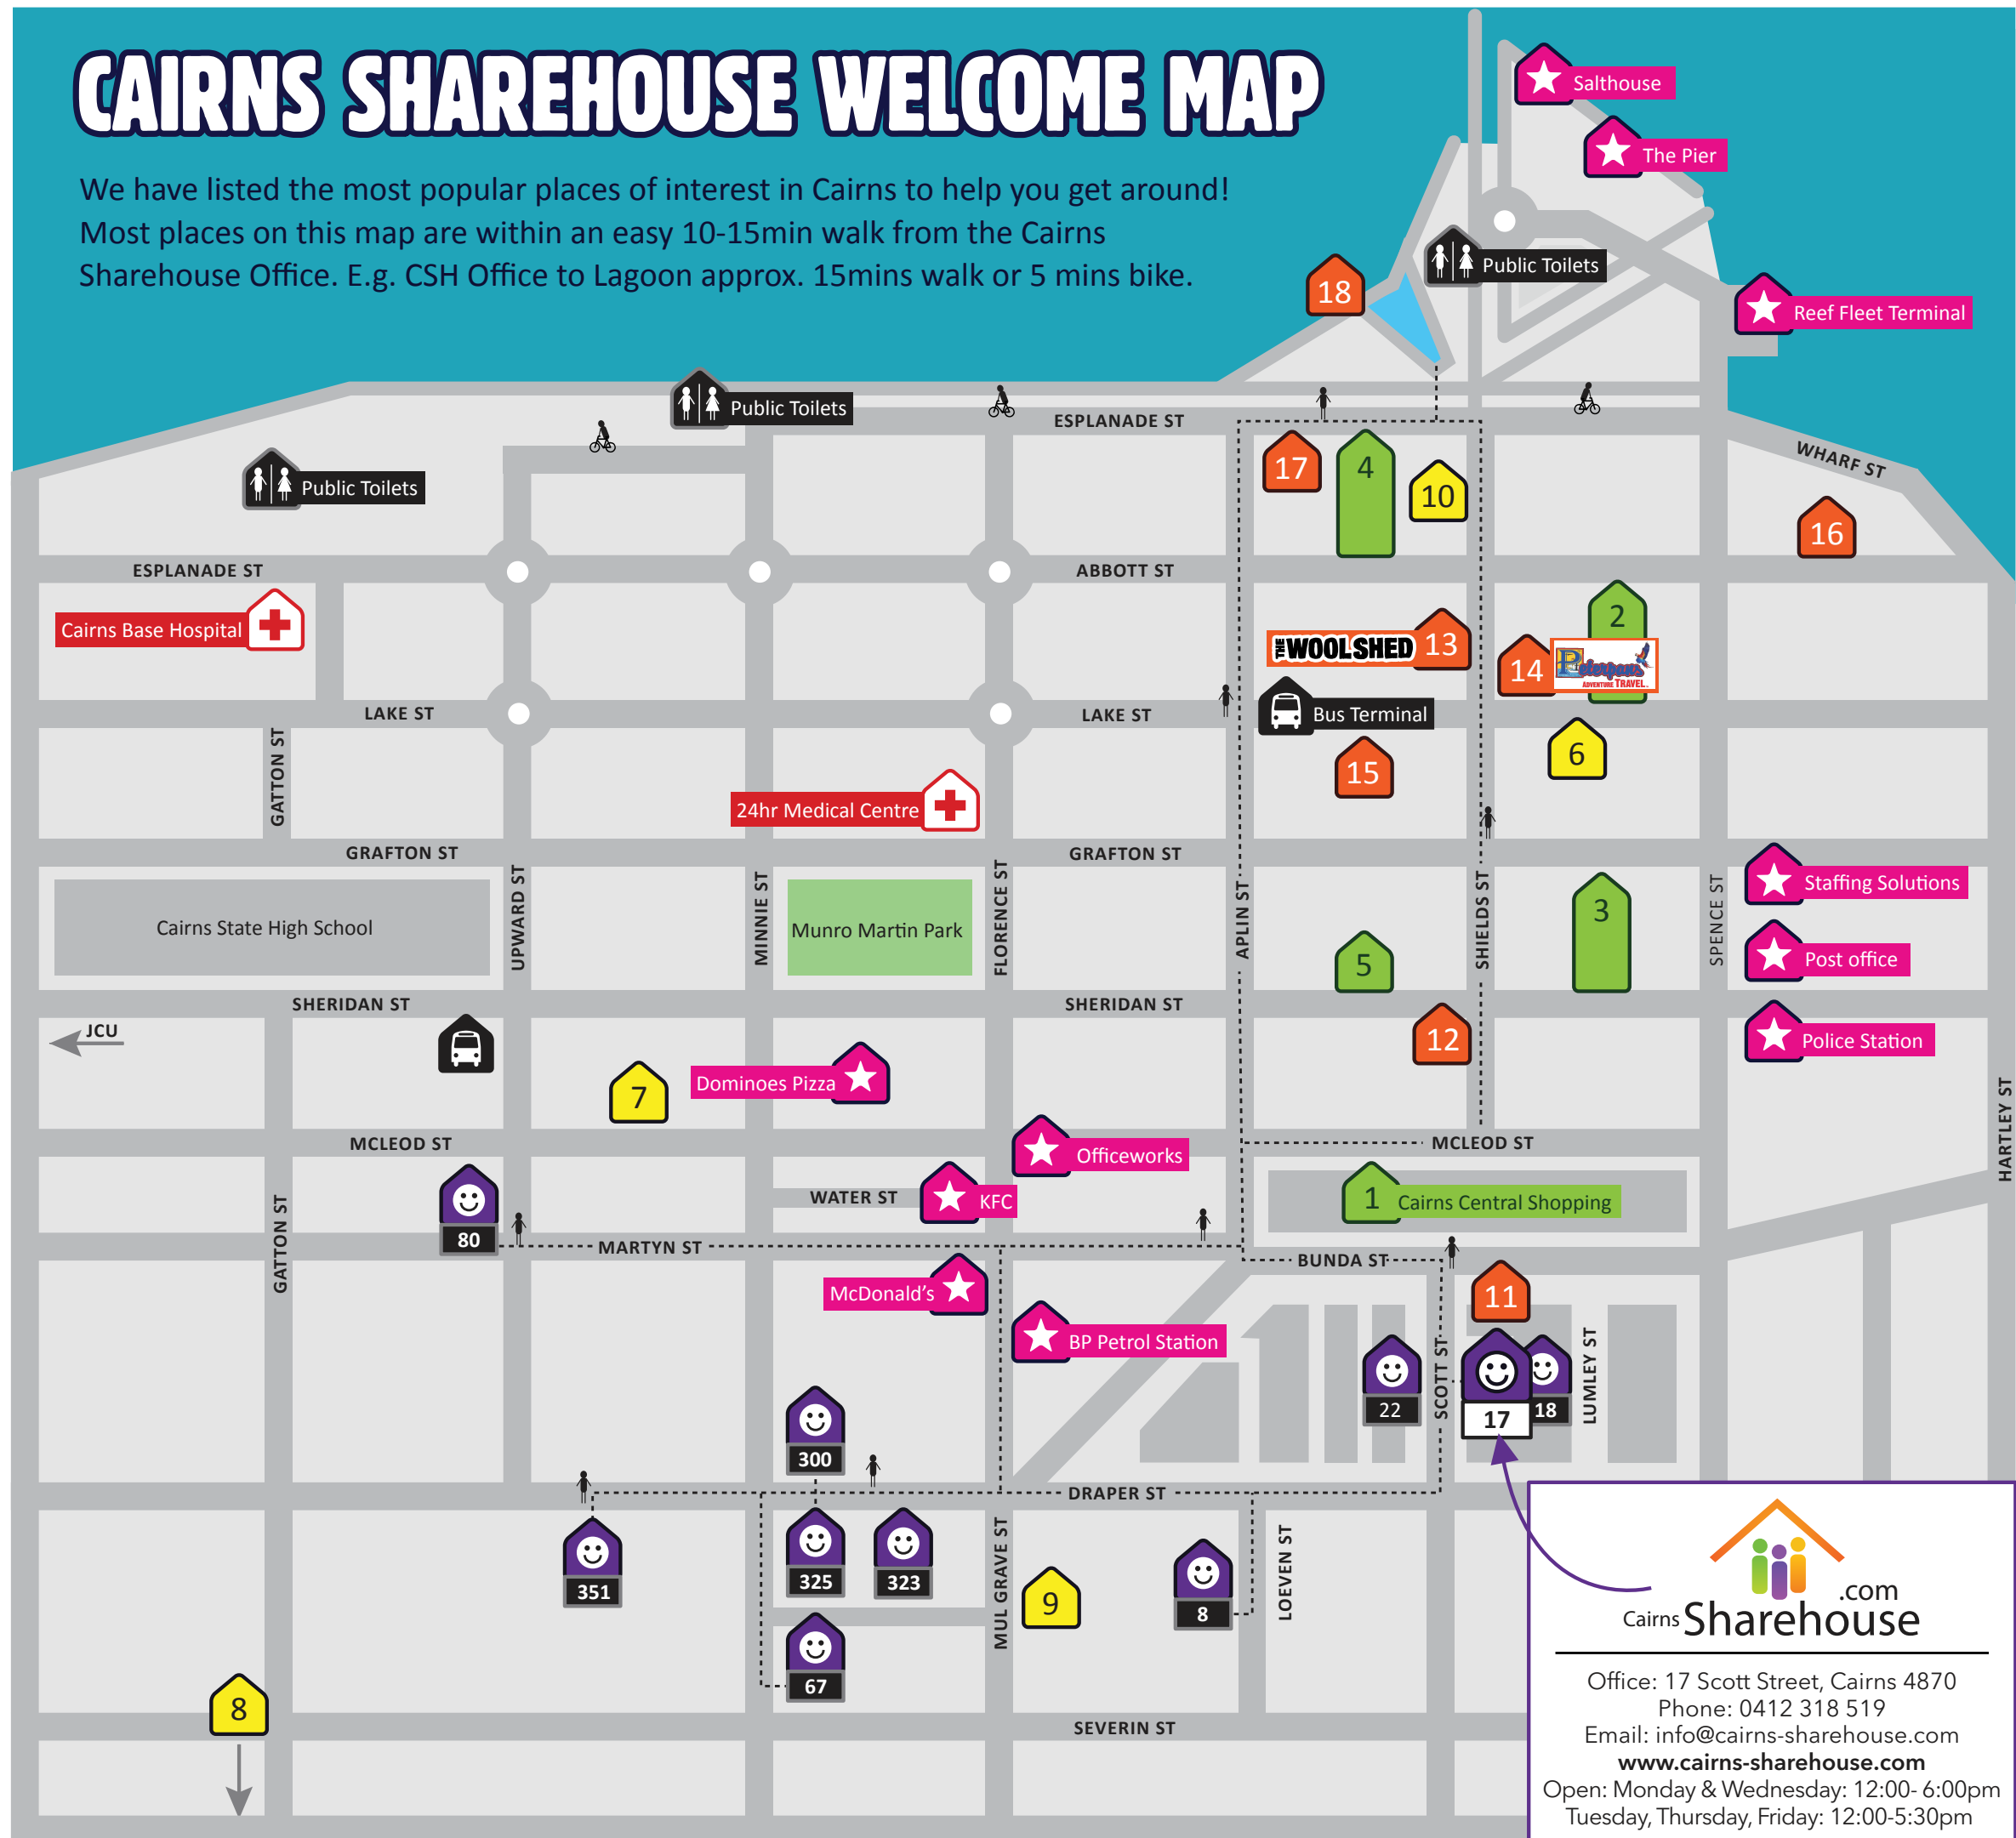 CAIRNS SHAREHOUSE WELCOME MAP
We have listed the most popular places of interest in Cairns to help you get around!
Most places on this map are within an easy 10-15min walk from the Cairns
Sharehouse Office. E.g. CSH Office to Lagoon approx. 15mins walk or 5 mins bike.
Salthouse
The Pier
Public Toilets
18
Reef Fleet Terminal
Public Toilets
ESPLANADE ST
WHARF ST
Public Toilets
17
4
10
16
ESPLANADE ST
ABBOTT ST
Cairns Base Hospital
2
THE WOOLSHED
13
14
Peterpans
ADVENTURE TRAVEL
LAKE ST
LAKE ST
Bus Terminal
GATTON ST
15
6
24hr Medical Centre
GRAFTON ST
GRAFTON ST
Cairns State High School
UPWARD ST
MINNIE ST
Munro Martin Park
FLORENCE ST
APLIN ST
SHIELDS ST
SPENCE ST
3
5
Staffing Solutions
Post office
SHERIDAN ST
SHERIDAN ST
JCU
12
Police Station
7
Dominoes Pizza
HARTLEY ST
MCLEOD ST
MCLEOD ST
Officeworks
WATER ST
KFC
1
Cairns Central Shopping
80
GATTON ST
MARTYN ST
BUNDA ST
McDonald's
11
BP Petrol Station
SCOTT ST
LUMLEY ST
22
17
18
300
DRAPER ST
351
325
323
MUL GRAVE ST
9
8
LOEVEN ST
67
8
SEVERIN ST
Cairns Sharehouse .com
Office: 17 Scott Street, Cairns 4870
Phone: 0412 318 519
Email: info@cairns-sharehouse.com
www.cairns-sharehouse.com
Open: Monday & Wednesday: 12:00- 6:00pm
Tuesday, Thursday, Friday: 12:00-5:30pm